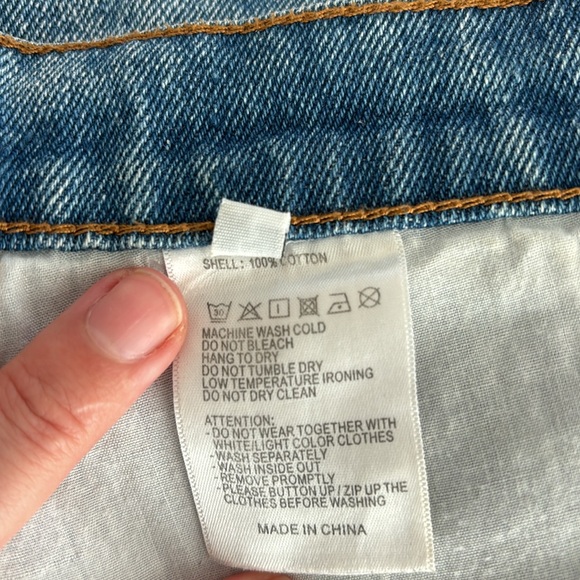 SHELL: 100% COTTON
30
MACHINE WASH COLD
DO NOT BLEACH
HANG TO DRY
DO NOT TUMBLE DRY
LOW TEMPERATURE IRONING
DO NOT DRY CLEAN
ATTENTION:
- DO NOT WEAR TOGETHER WITH
WHITE/LIGHT COLOR CLOTHES
- WASH SEPARATELY
- WASH INSIDE OUT
- REMOVE PROMPTLY
- PLEASE BUTTON UP / ZIP UP THE
CLOTHES BEFORE WASHING
MADE IN CHINA